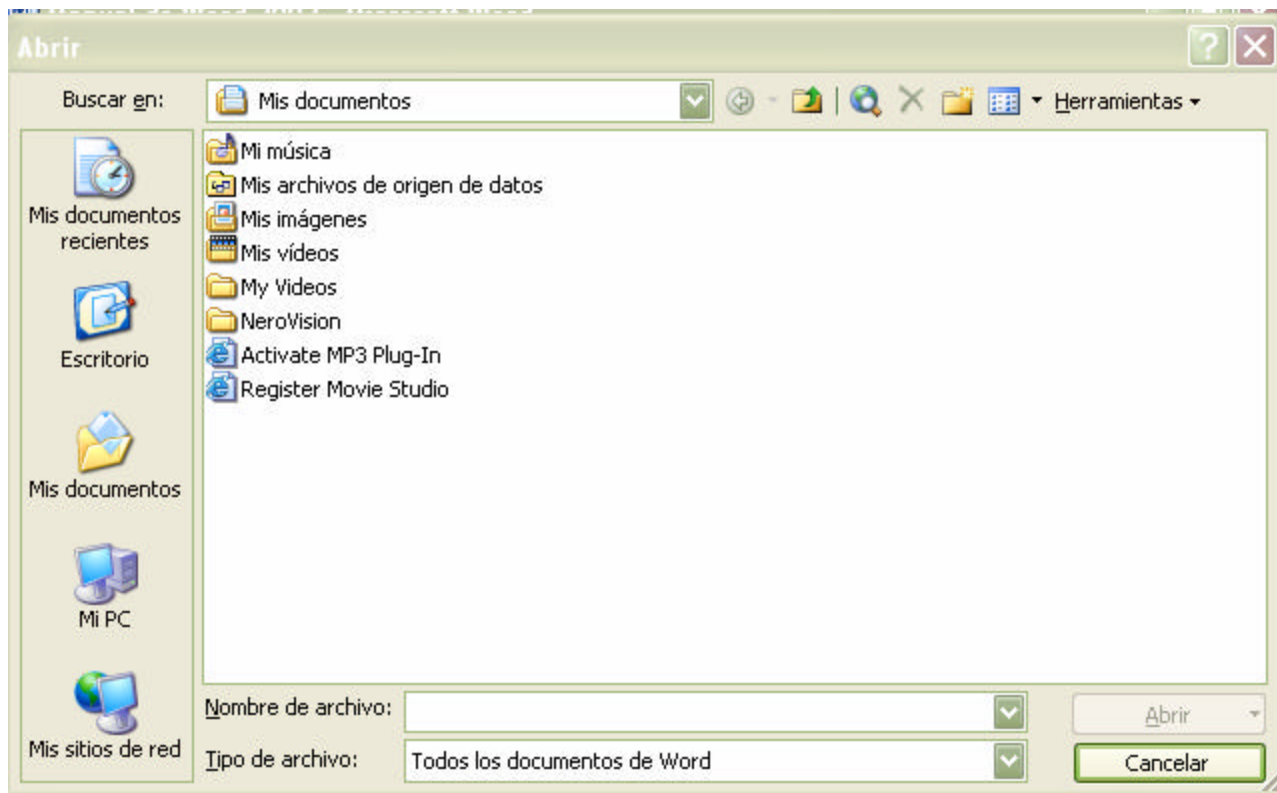 Abrir
Buscar en:
Mis documentos
Herramientas
Mis documentos
recientes
Escritorio
Mis documentos
Mi PC
Mis sitios de red
Mi música
Mis archivos de origen de datos
Mis imágenes
Mis vídeos
My Videos
NeroVision
Activate MP3 Plug-In
Register Movie Studio
Nombre de archivo:
Abrir
Tipo de archivo:
Todos los documentos de Word
Cancelar